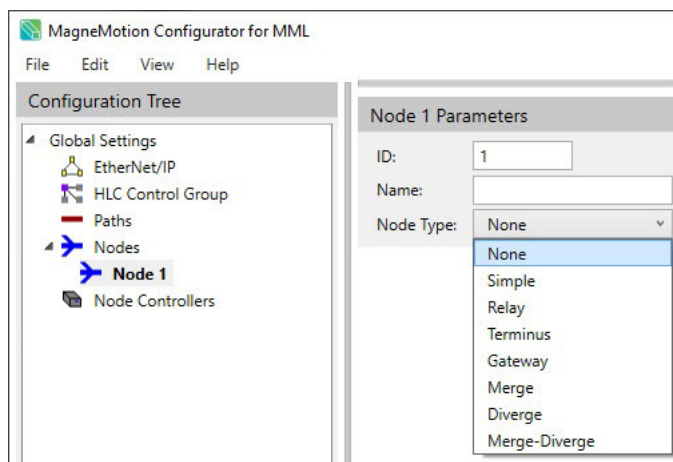 MagneMotion Configurator for MML
File Edit View Help
Configuration Tree
Global Settings
EtherNet/IP
HLC Control Group
Paths
Nodes
Node 1
Node Controllers
Node 1 Parameters
ID: 1
Name:
Node Type: None
None
Simple
Relay
Terminus
Gateway
Merge
Diverge
Merge-Diverge